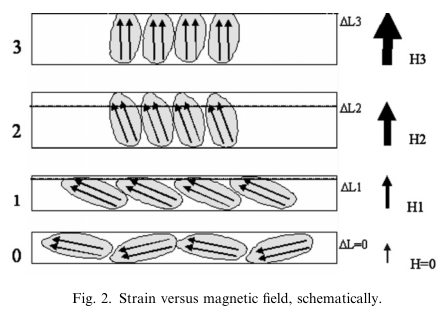 3 ΔL3 H3
2 ΔL2 H2
1 ΔL1 H1
0 ΔL=0 H=0
Fig. 2. Strain versus magnetic field, schematically.